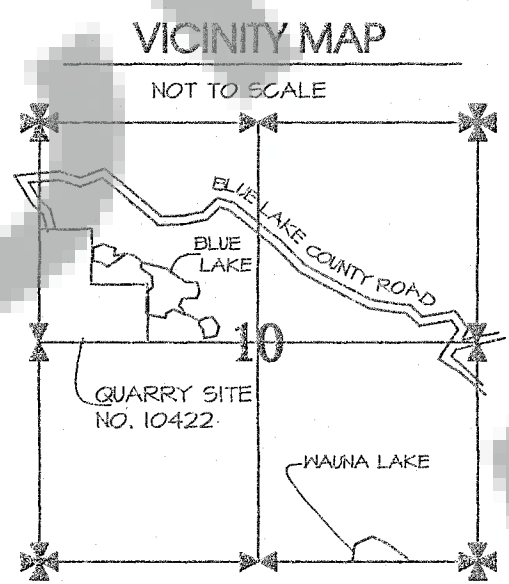 VICINITY MAP
NOT TO SCALE
BLUE LAKE COUNTY ROAD
BLUE
LAKE
10
QUARRY SITE
NO. 10422
WAUNA LAKE